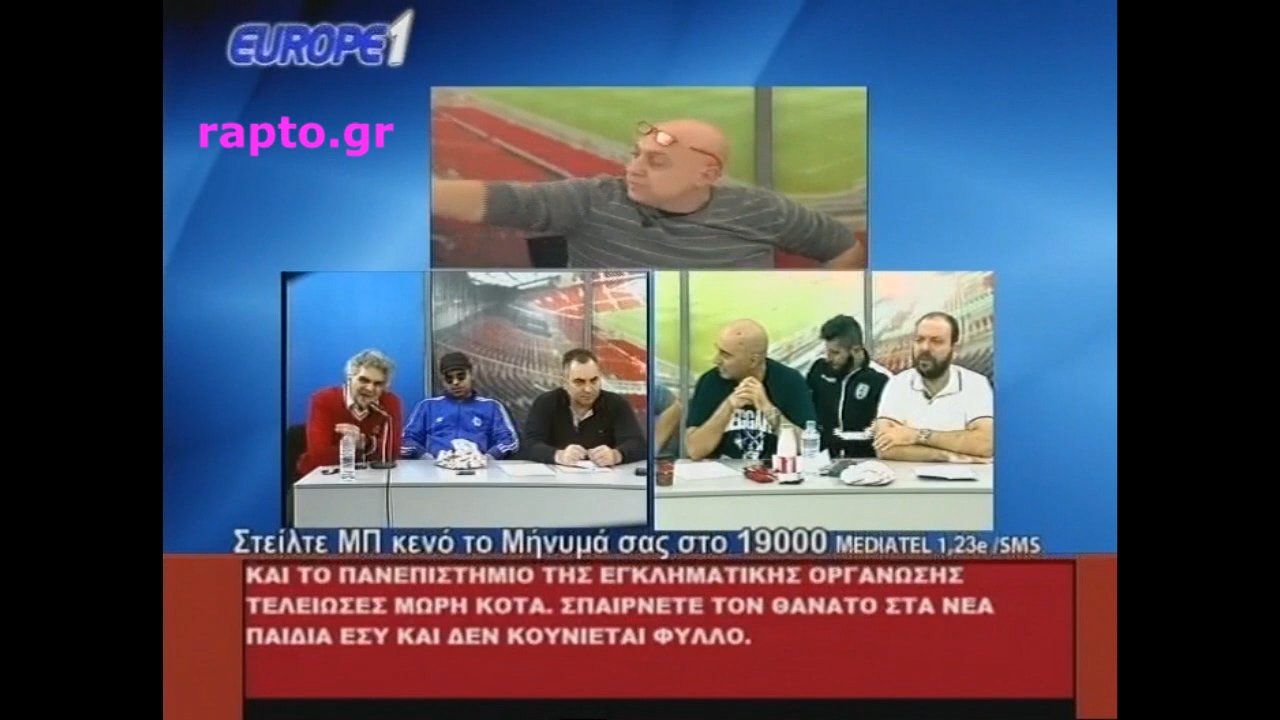 EUROPE1
rapto.gr
Στείλτε ΜΠ κενό το Μήνυμά σας στο 19000 MEDIATEL 1,23e /SMS
ΚΑΙ ΤΟ ΠΑΝΕΠΙΣΤΗΜΙΟ ΤΗΣ ΕΓΚΛΗΜΑΤΙΚΗΣ ΟΡΓΑΝΩΣΗΣ
ΤΕΛΕΙΩΣΕΣ ΜΩΡΗ ΚΟΤΑ. ΣΠΑΙΡΝΕΤΕ ΤΟΝ ΘΑΝΑΤΟ ΣΤΑ ΝΕΑ
ΠΑΙΔΙΑ ΕΣΥ ΚΑΙ ΔΕΝ ΚΟΥΝΙΕΤΑΙ ΦΥΛΛΟ.